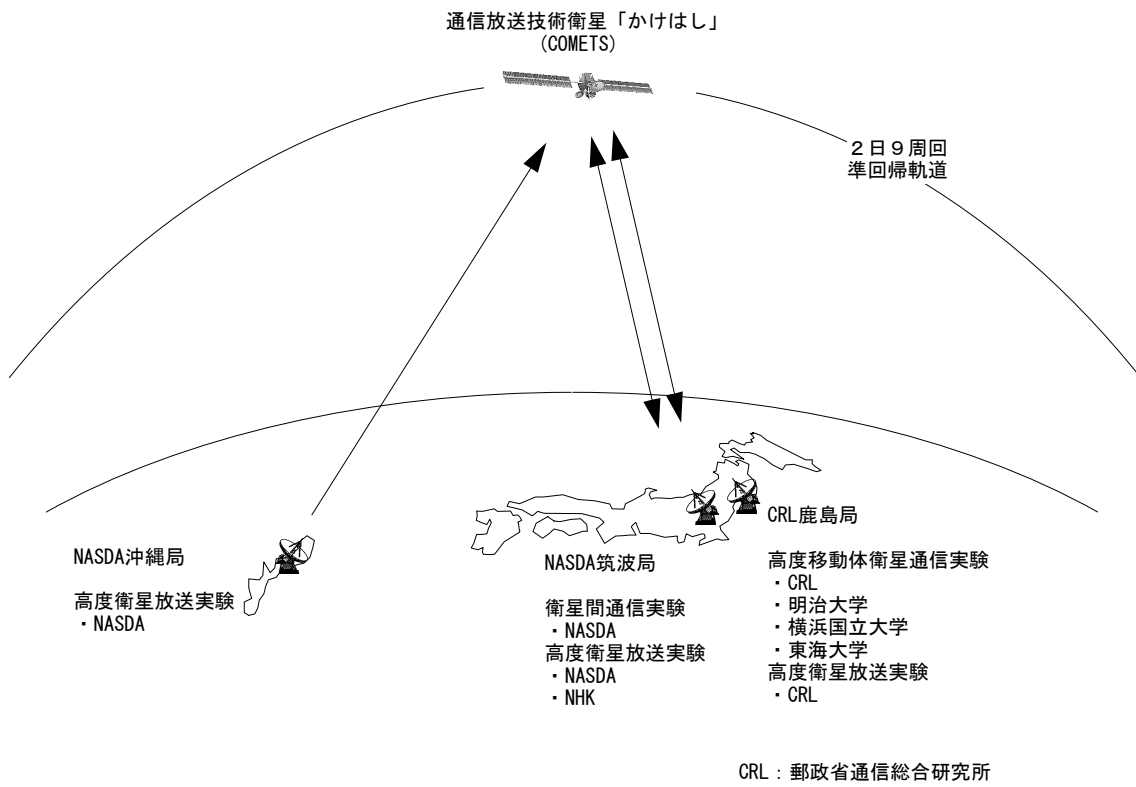 通信放送技術衛星「かけはし」
(COMETS)
２日９周回
準回帰軌道
NASDA沖縄局
高度衛星放送実験
・NASDA
NASDA筑波局
衛星間通信実験
・NASDA
高度衛星放送実験
・NASDA
・NHK
CRL鹿島局
高度移動体衛星通信実験
・CRL
・明治大学
・横浜国立大学
・東海大学
高度衛星放送実験
・CRL
CRL：郵政省通信総合研究所